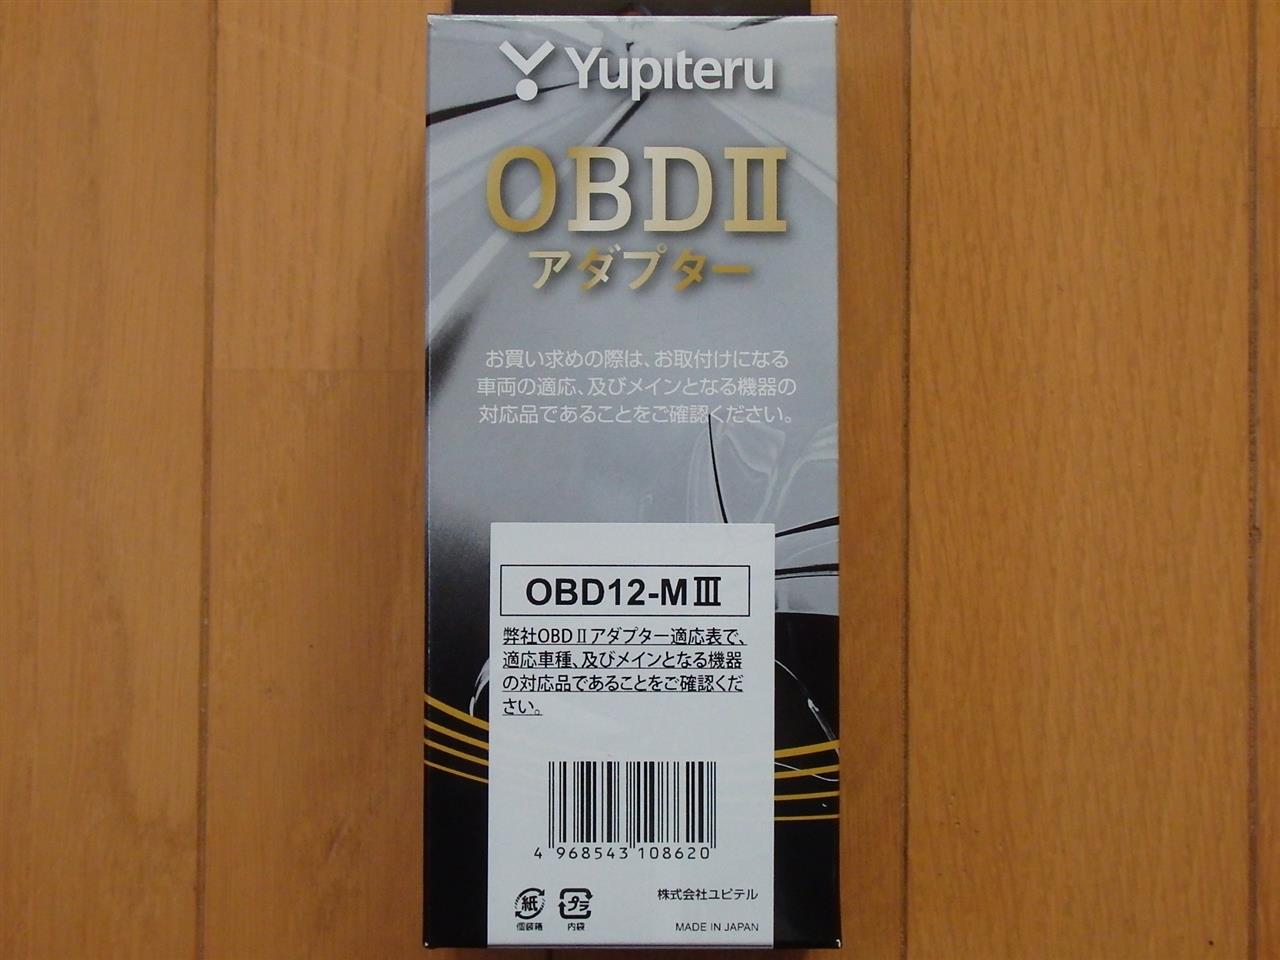 Yupiteru
OBDⅡ
アダプター
お買い求めの際は、お取付けになる
車両の適応、及びメインとなる機器の
対応品であることをご確認ください。
OBD12-MⅢ
弊社OBDⅡアダプター適応表で、
適応車種、及びメインとなる機器
の対応品であることをご確認くだ
さい。
4 968543 108620
紙 プラ
個装箱 内袋
株式会社ユピテル
MADE IN JAPAN